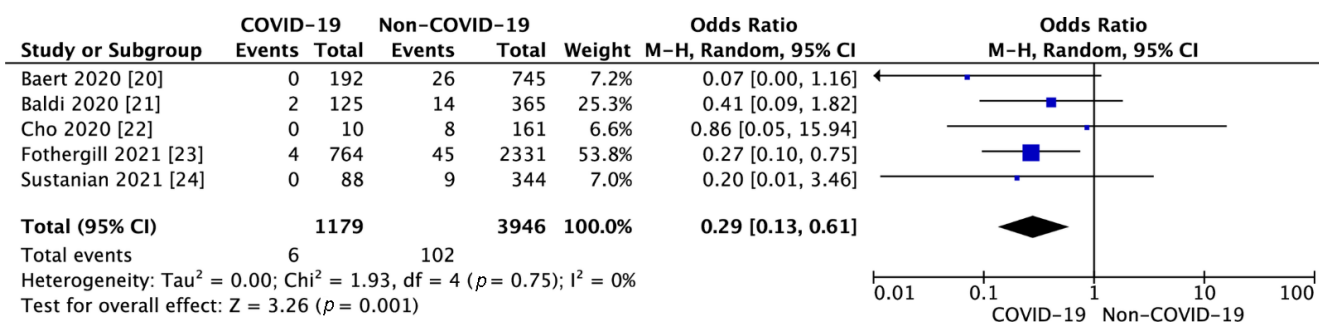 COVID-19 Non-COVID-19 Odds Ratio Odds Ratio
Study or Subgroup Events Total Events Total Weight M-H, Random, 95% CI M-H, Random, 95% CI
Baert 2020 [20] 0 192 26 745 7.2% 0.07 [0.00, 1.16]
Baldi 2020 [21] 2 125 14 365 25.3% 0.41 [0.09, 1.82]
Cho 2020 [22] 0 10 8 161 6.6% 0.86 [0.05, 15.94]
Fothergill 2021 [23] 4 764 45 2331 53.8% 0.27 [0.10, 0.75]
Sustanian 2021 [24] 0 88 9 344 7.0% 0.20 [0.01, 3.46]
Total (95% CI) 1179 3946 100.0% 0.29 [0.13, 0.61]
Total events 6 102
Heterogeneity: Tau² = 0.00; Chi² = 1.93, df = 4 (p = 0.75); I² = 0%
Test for overall effect: Z = 3.26 (p = 0.001)
0.01 0.1 1 10 100
COVID-19 Non-COVID-19